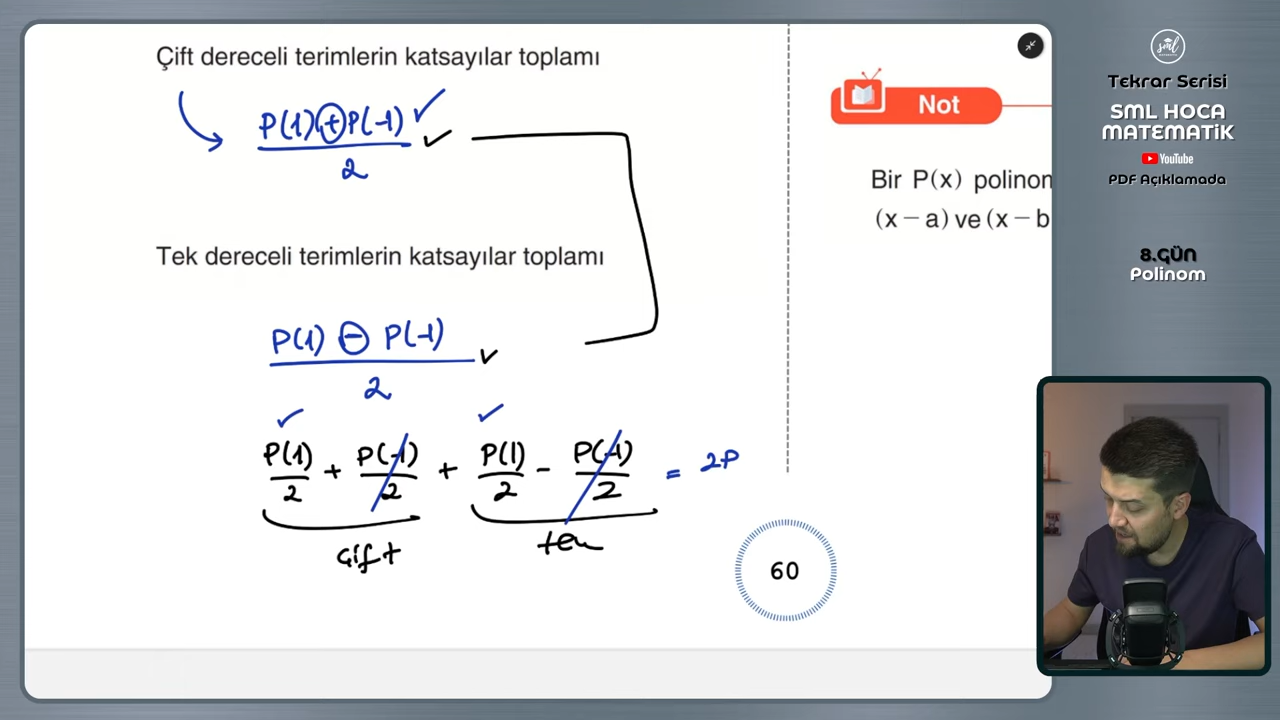 Çift dereceli terimlerin katsayılar toplamı
P(1)+P(-1)
2
Tek dereceli terimlerin katsayılar toplamı
P(1) - P(-1)
2
P(1)/2 + P(-1)/2 + P(1)/2 - P(-1)/2 = 2P
çift tek
60
Not
Bir P(x) polinom
(x - a) ve (x - b
sml
Tekrar Serisi
SML HOCA
MATEMATİK
YouTube
PDF Açıklamada
8.GÜN
Polinom